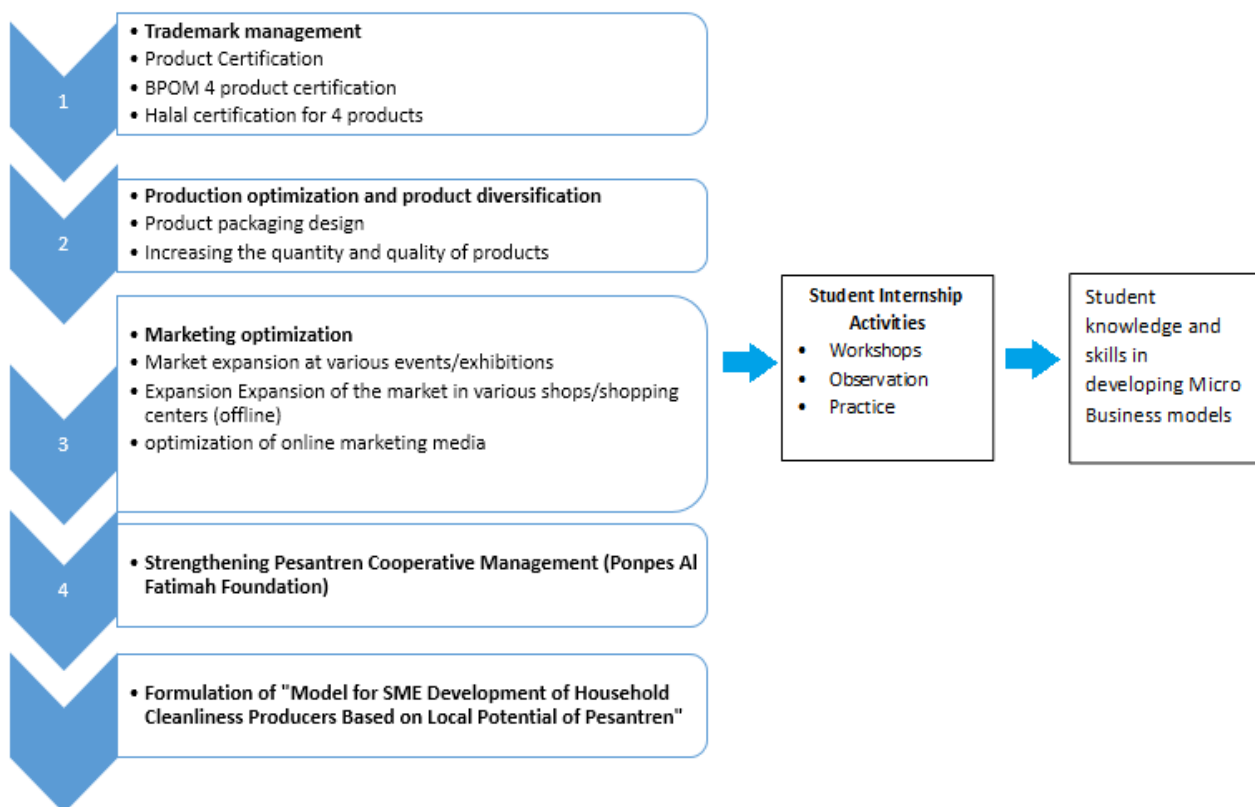 1
• Trademark management
• Product Certification
• BPOM 4 product certification
• Halal certification for 4 products
2
• Production optimization and product diversification
• Product packaging design
• Increasing the quantity and quality of products
3
• Marketing optimization
• Market expansion at various events/exhibitions
• Expansion Expansion of the market in various shops/shopping
centers (offline)
• optimization of online marketing media
4
• Strengthening Pesantren Cooperative Management (Ponpes Al
Fatimah Foundation)
• Formulation of "Model for SME Development of Household
Cleanliness Producers Based on Local Potential of Pesantren"
Student Internship
Activities
• Workshops
• Observation
• Practice
Student
knowledge and
skills in
developing Micro
Business models